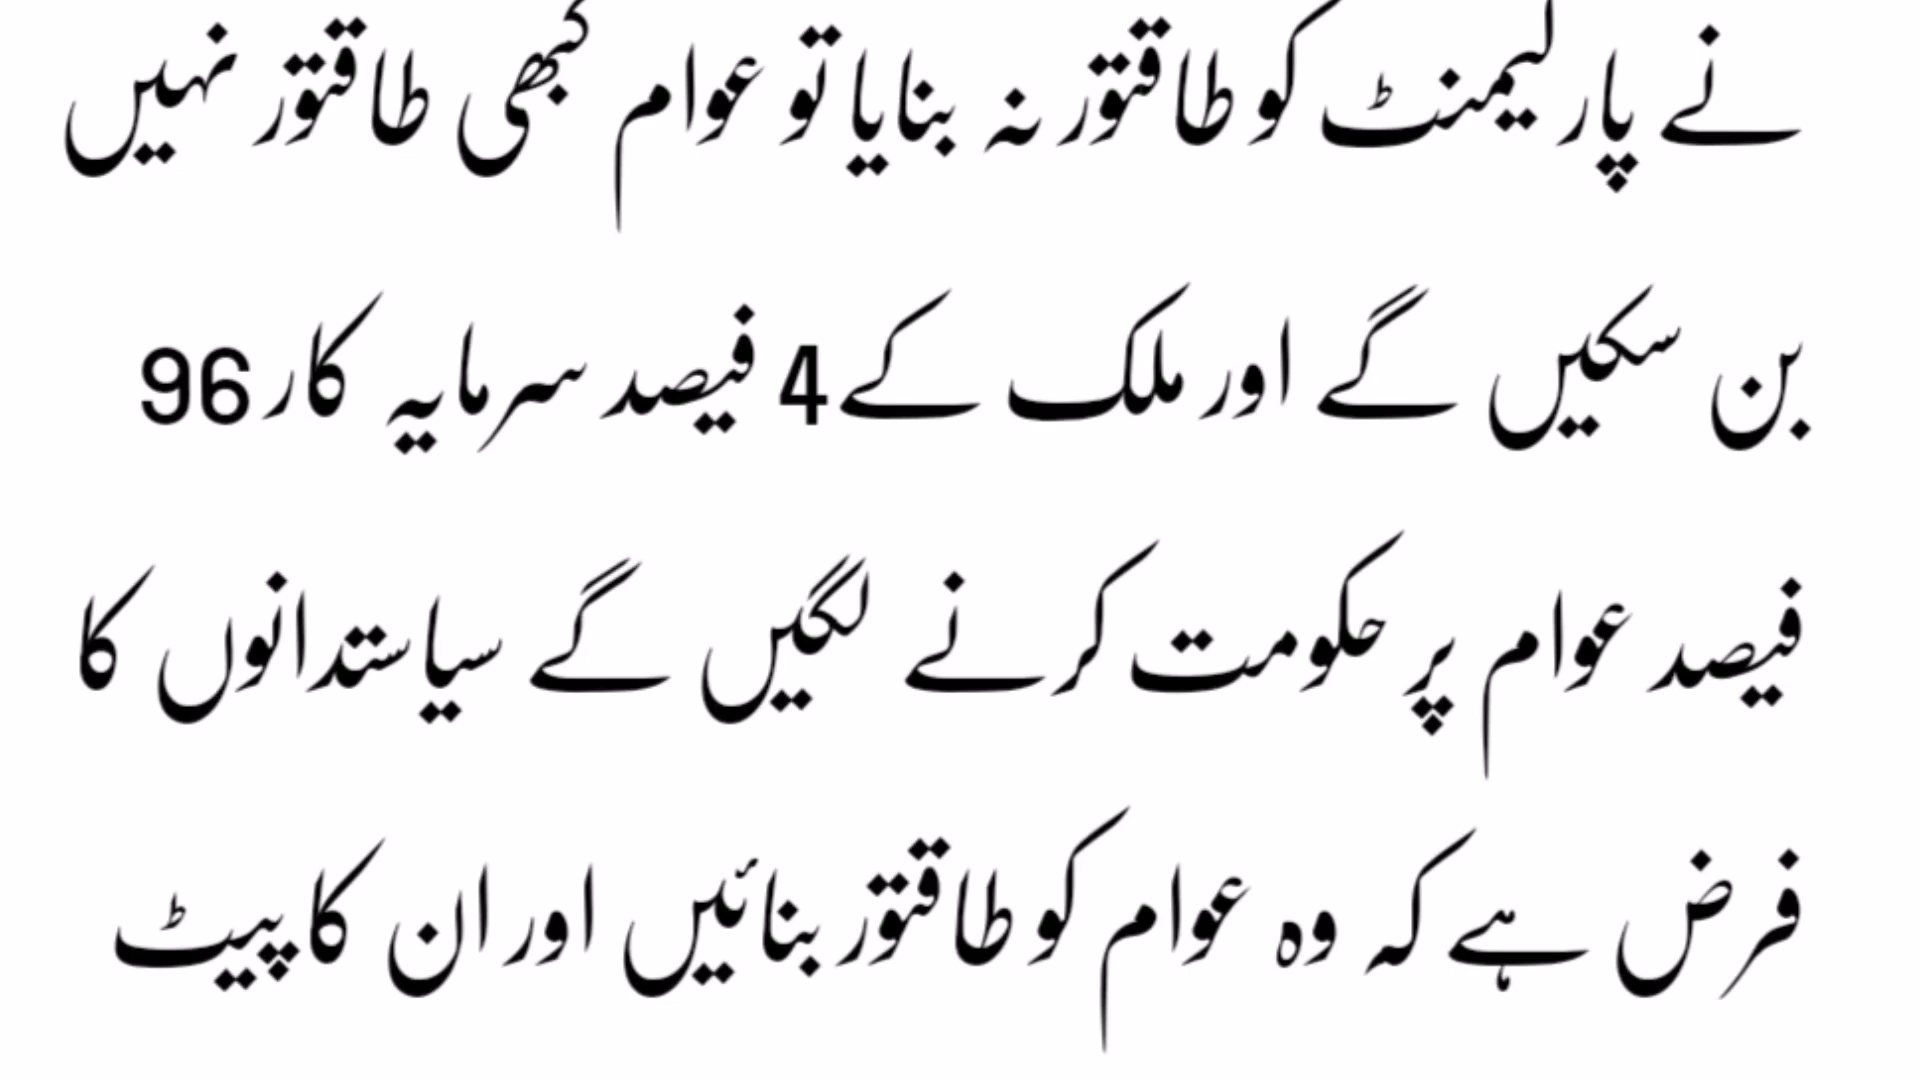 نے پارلیمنٹ کو طاقتور نہ بنایا تو عوام کبھی طاقتور نہیں
بن سکیں گے اور ملک کے 4 فیصد سرمایہ کار 96
فیصد عوام پر حکومت کرنے لگیں گے سیاستدانوں کا
فرض ہے کہ وہ عوام کو طاقتور بنائیں اور ان کا پیٹ